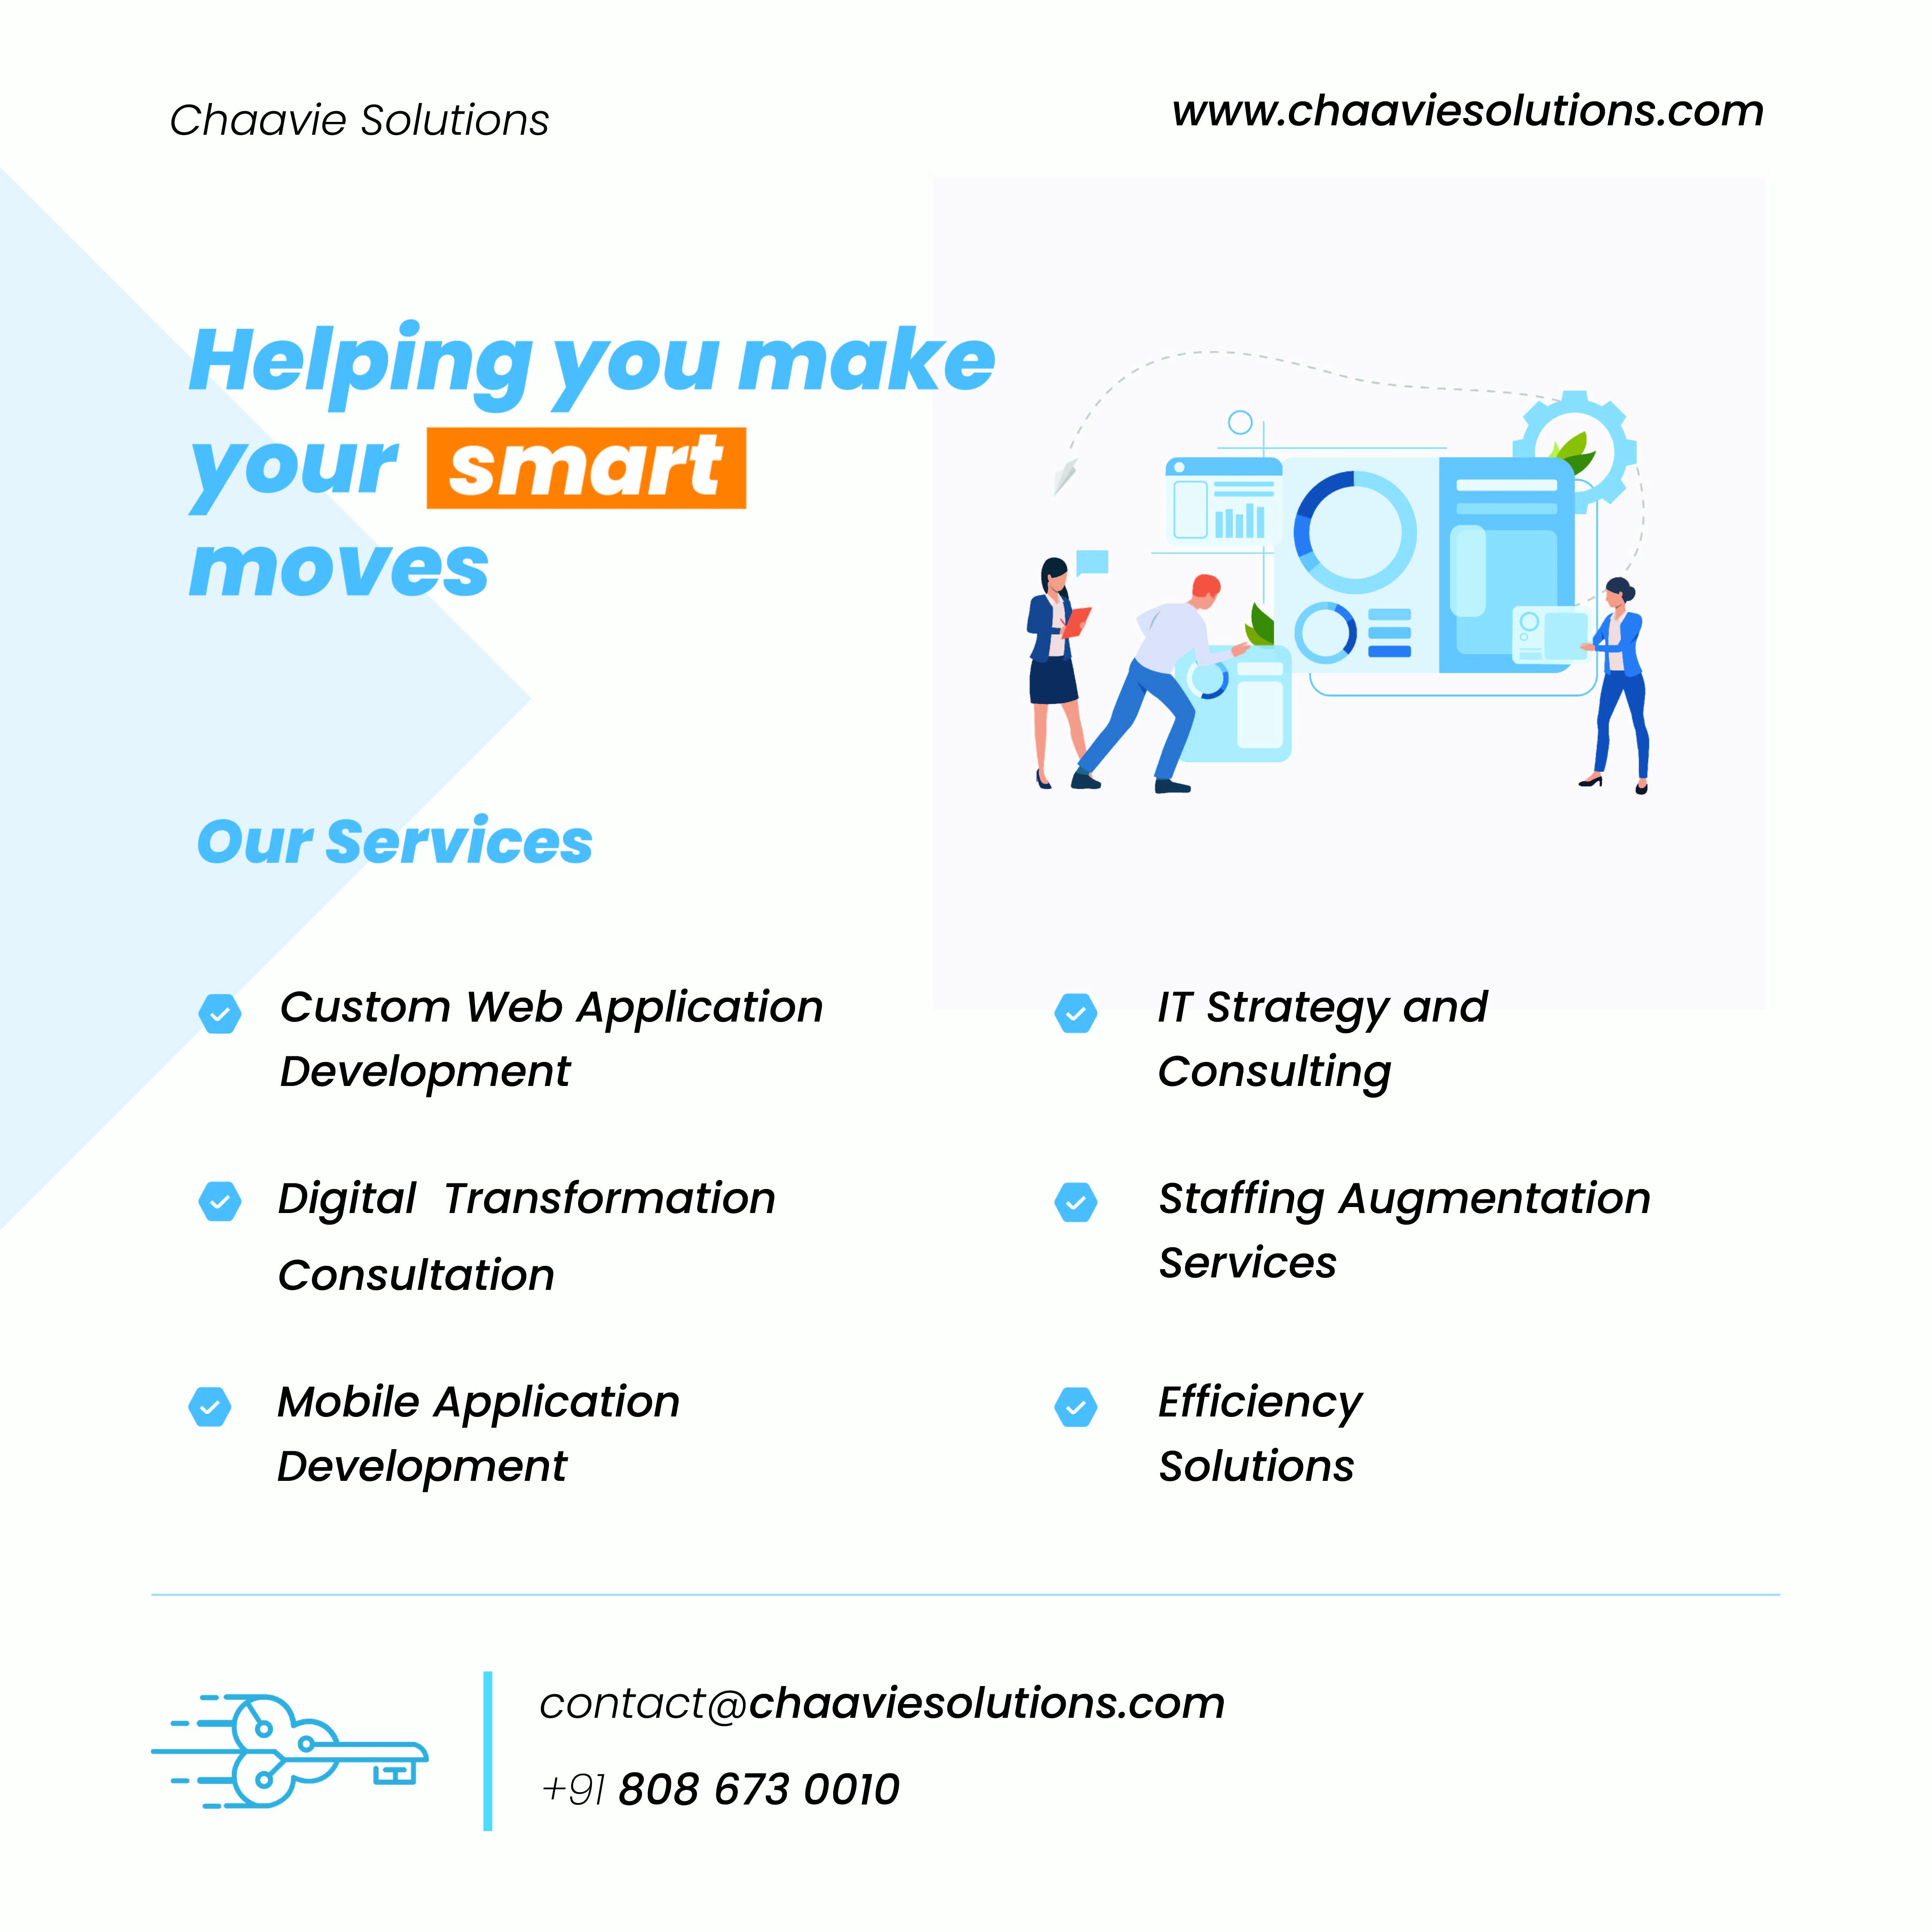 Chaavie Solutions
www.chaaviesolutions.com
Helping you make
your smart
moves
Our Services
Custom Web Application
Development
IT Strategy and
Consulting
Digital Transformation
Consultation
Staffing Augmentation
Services
Mobile Application
Development
Efficiency
Solutions
contact@chaaviesolutions.com
+91 808 673 0010